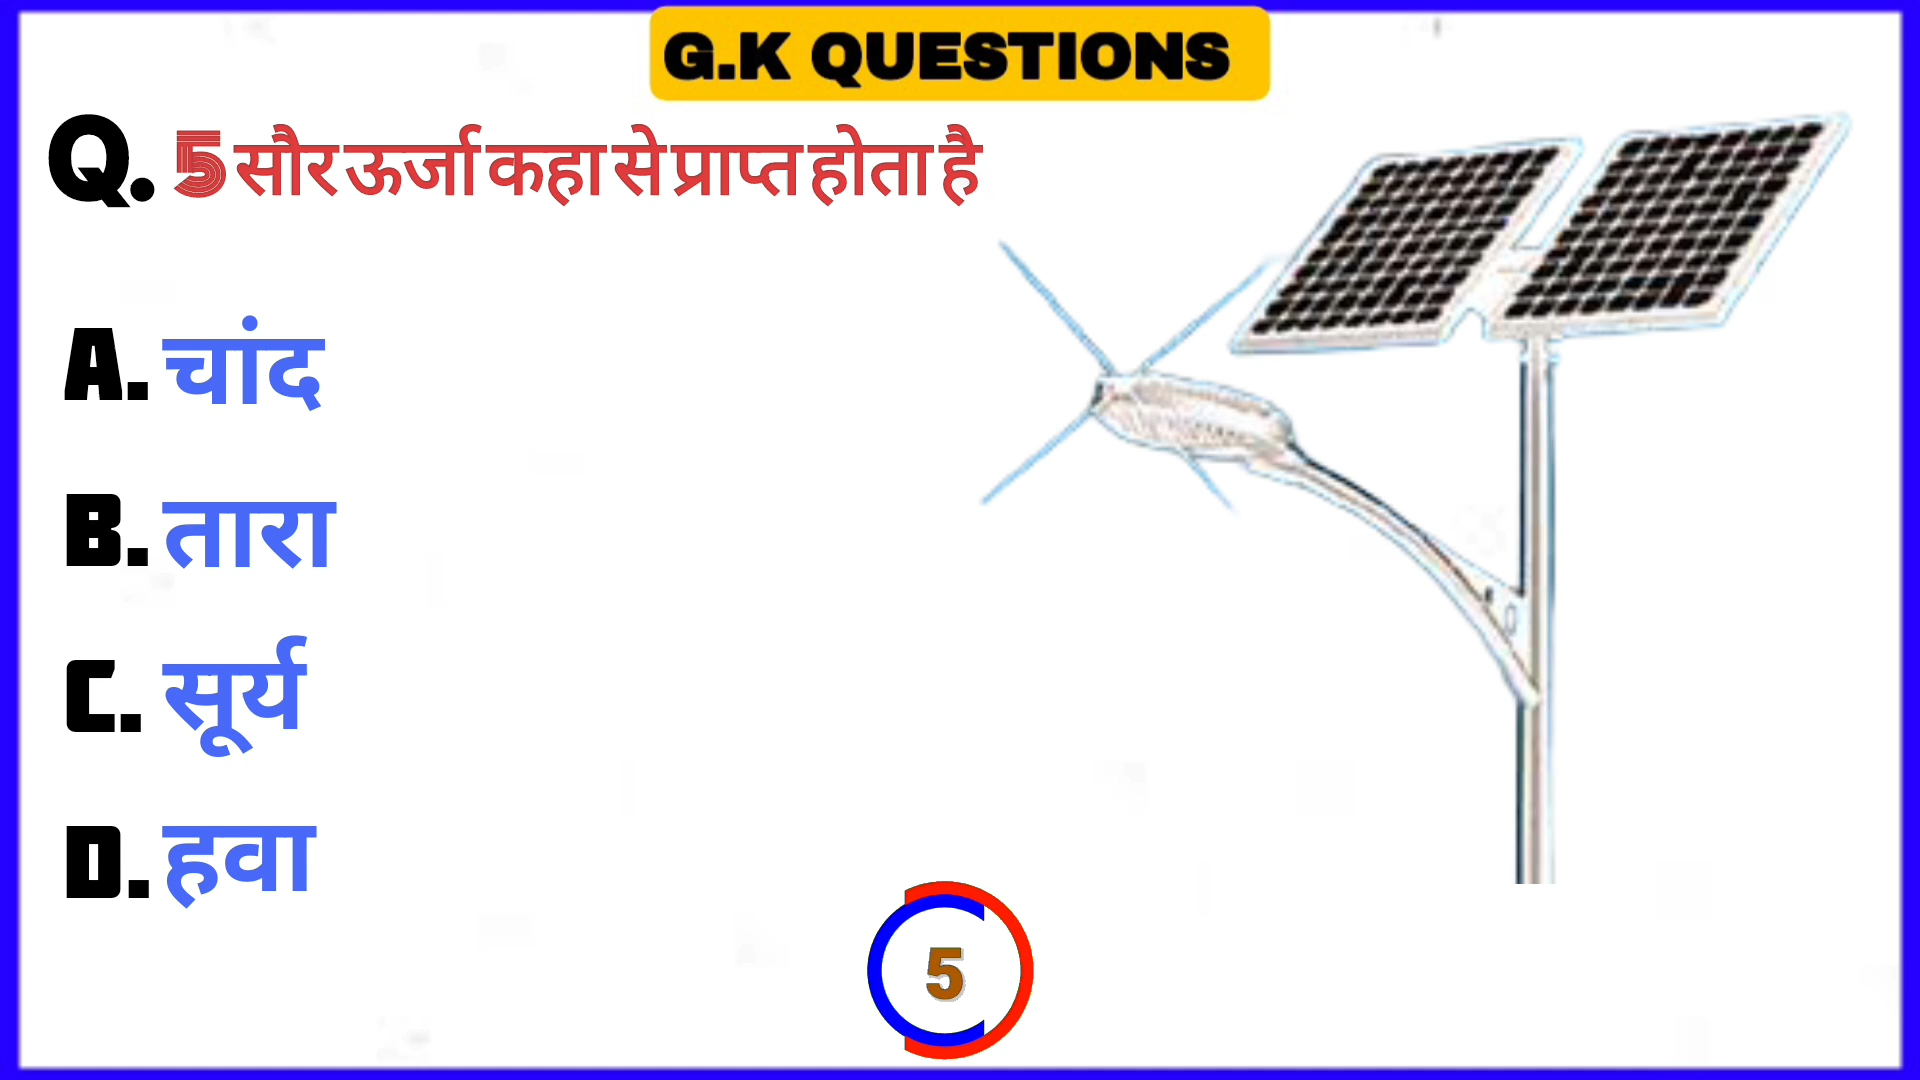 G.K QUESTIONS
Q. 5 सौर ऊर्जा कहा से प्राप्त होता है
A. चांद
B. तारा
C. सूर्य
D. हवा
5